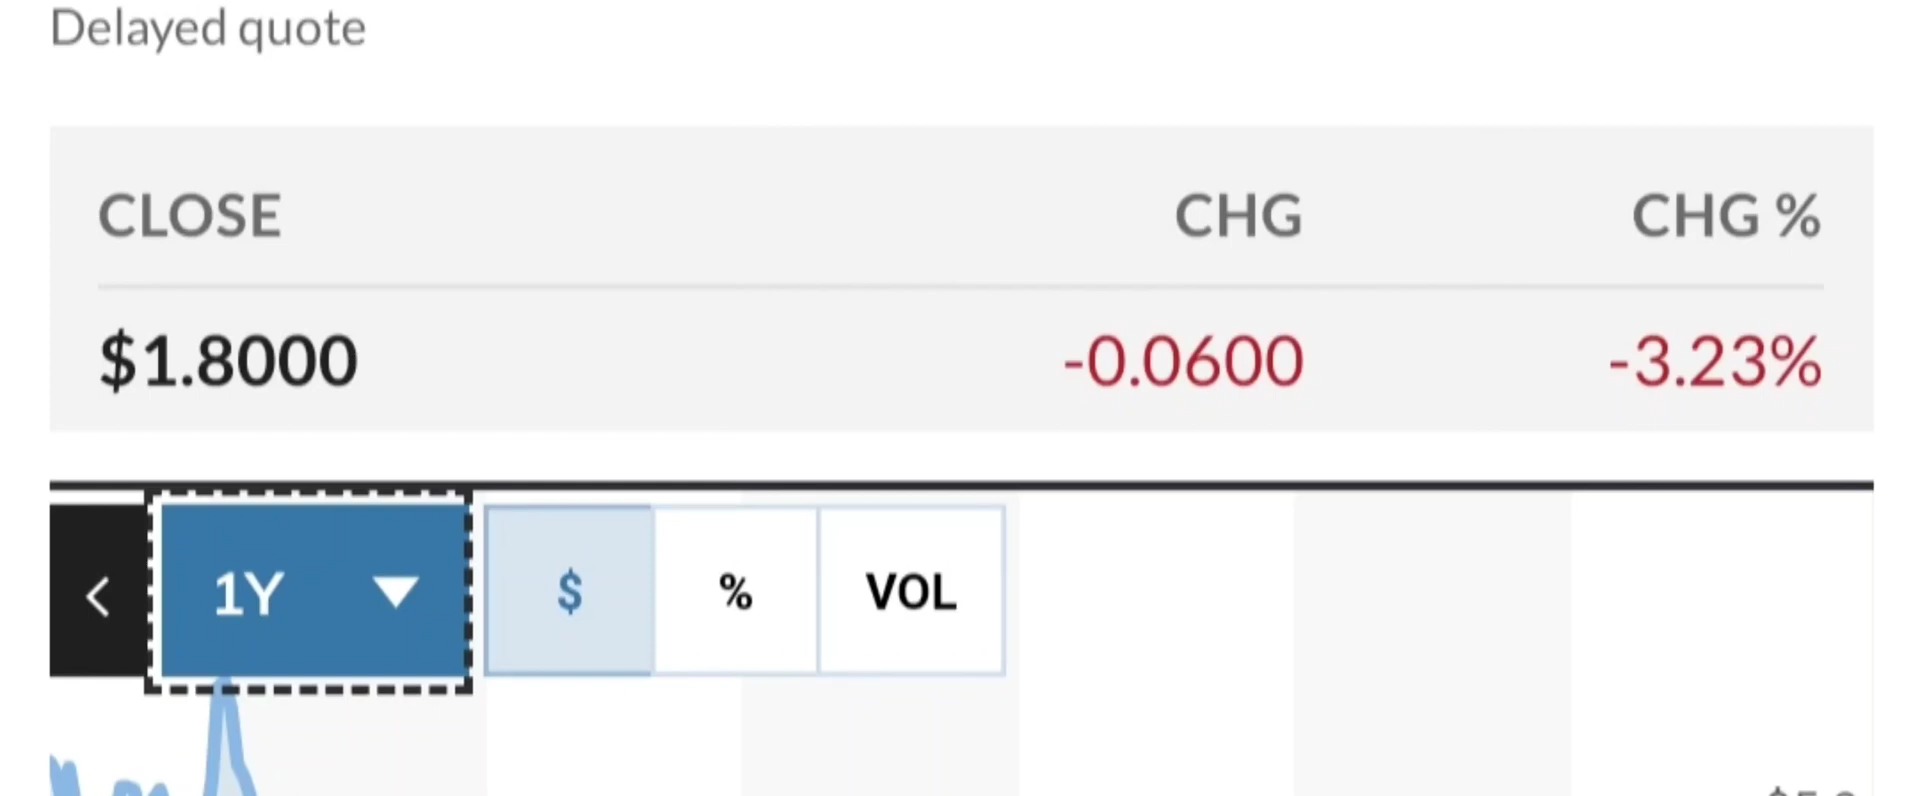 Delayed quote
CLOSE CHG CHG %
$1.8000 -0.0600 -3.23%
< 1Y ▼ $ % VOL